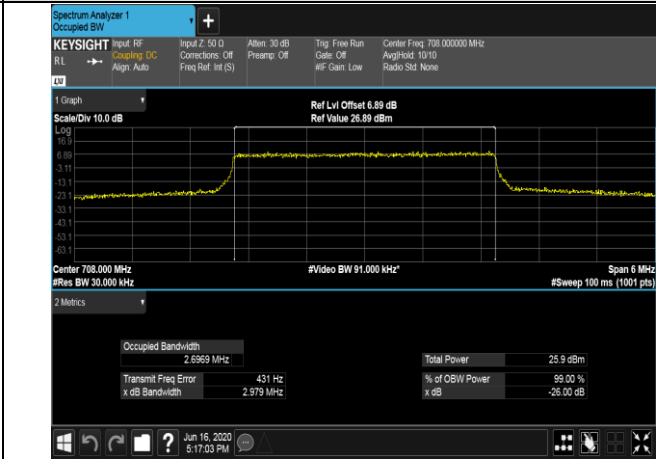 Spectrum Analyzer 1
Occupied BW
+
KEYSIGHT Input: RF Input Z: 50 Ω Atten: 30 dB Trig: Free Run Center Freq: 708.000000 MHz
RL Coupling: DC Corrections: Off Preamp: Off Gate: Off Avg|Hold: 10/10
Align: Auto Freq Ref: Int (S) #IF Gain: Low Radio Std: None
LXI
1 Graph
Ref Lvl Offset 6.89 dB
Scale/Div 10.0 dB Ref Value 26.89 dBm
Log
16.9
6.89
-3.11
-13.1
-23.1
-33.1
-43.1
-53.1
-63.1
Center 708.000 MHz #Video BW 91.000 kHz* Span 6 MHz
#Res BW 30.000 kHz #Sweep 100 ms (1001 pts)
2 Metrics
Occupied Bandwidth
2.6969 MHz Total Power 25.9 dBm
Transmit Freq Error 431 Hz % of OBW Power 99.00 %
x dB Bandwidth 2.979 MHz x dB -26.00 dB
? Jun 16, 2020
5:17:03 PM